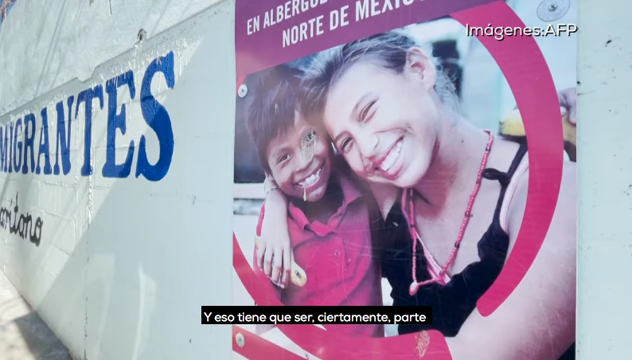 Imágenes:AFP
EN ALBERGUE
NORTE DE MÉXICO
MIGRANTES
Y eso tiene que ser, ciertamente, parte